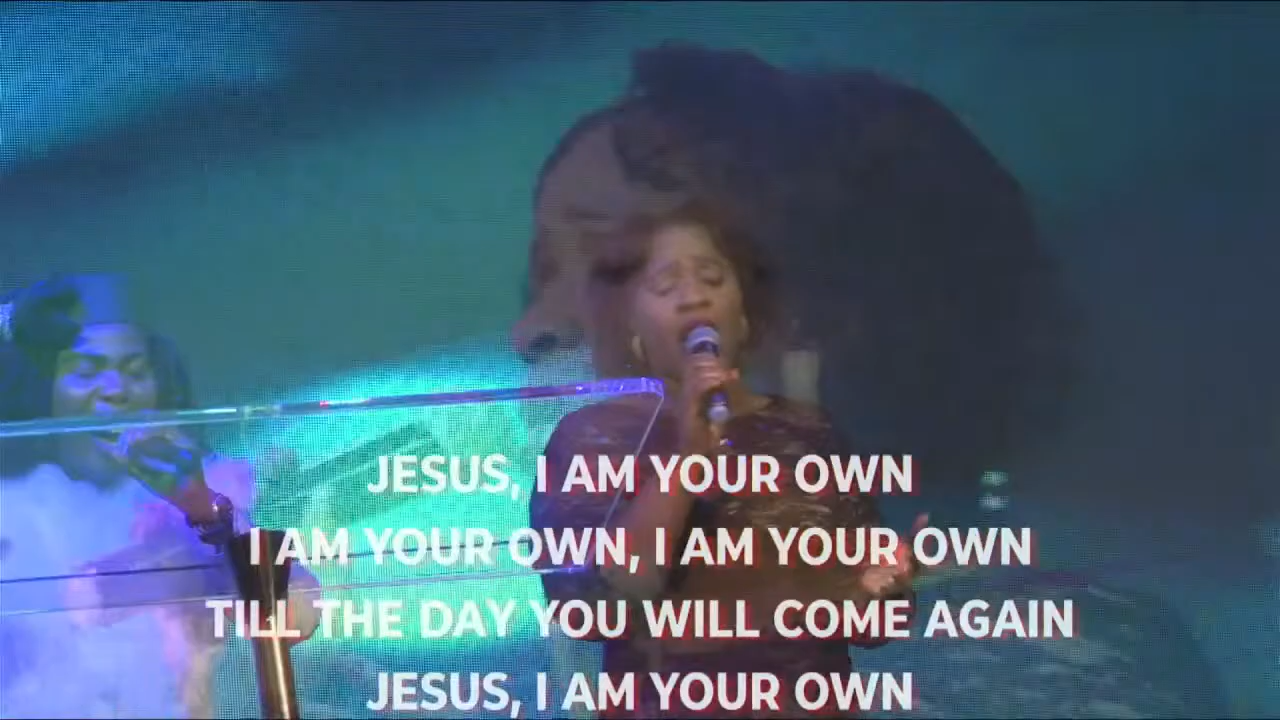 JESUS, I AM YOUR OWN
I AM YOUR OWN, I AM YOUR OWN
TILL THE DAY YOU WILL COME AGAIN
JESUS, I AM YOUR OWN